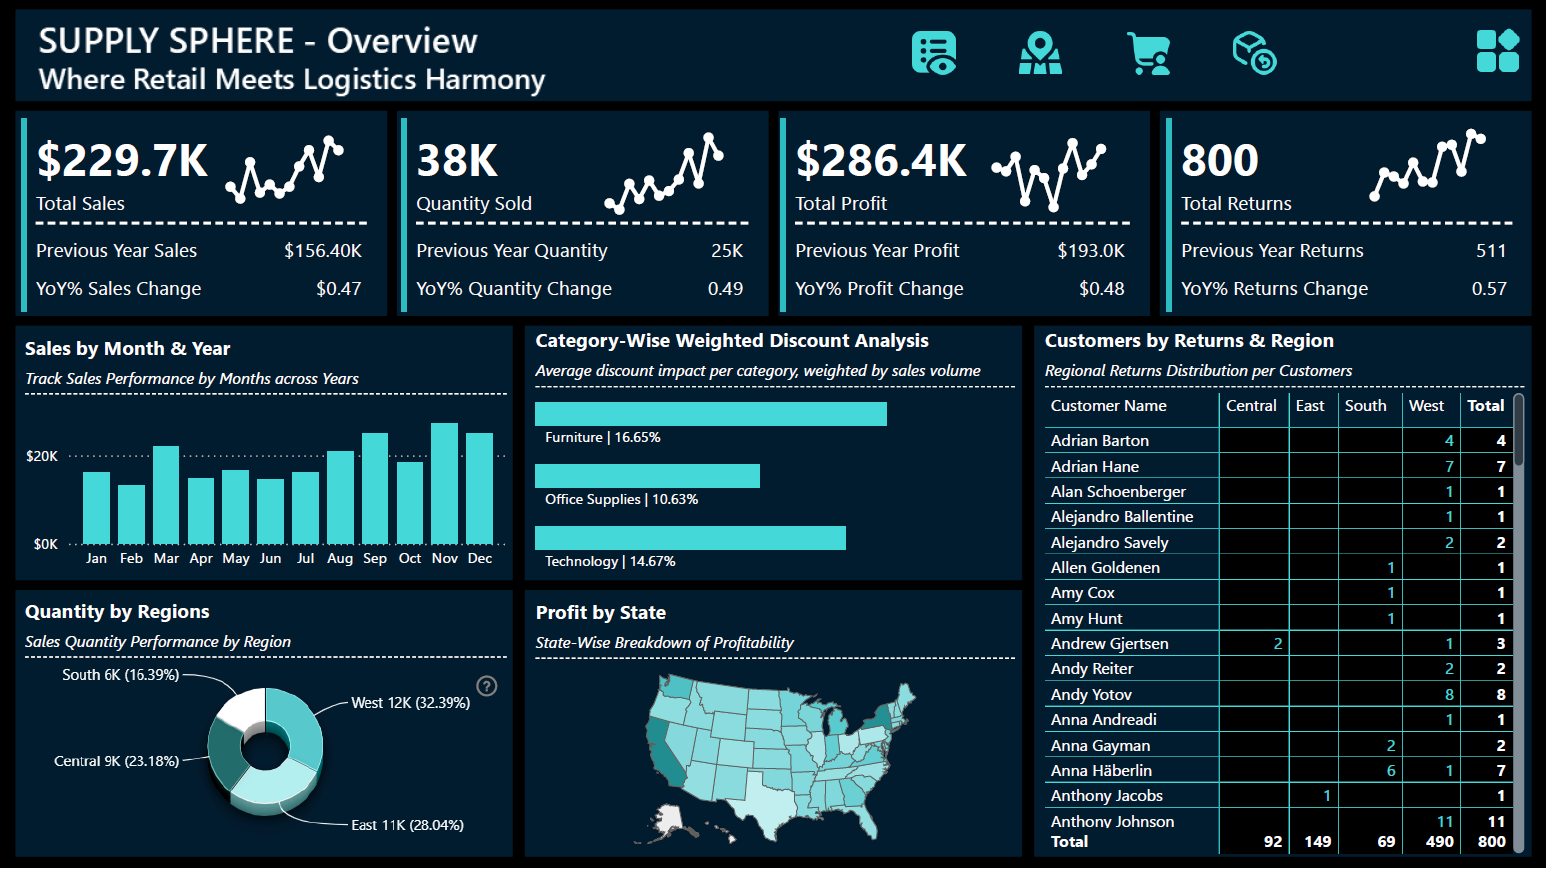 SUPPLY SPHERE - Overview
Where Retail Meets Logistics Harmony
$229.7K
Total Sales
Previous Year Sales $156.40K
YoY% Sales Change $0.47
38K
Quantity Sold
Previous Year Quantity 25K
YoY% Quantity Change 0.49
$286.4K
Total Profit
Previous Year Profit $193.0K
YoY% Profit Change $0.48
800
Total Returns
Previous Year Returns 511
YoY% Returns Change 0.57
Sales by Month & Year
Track Sales Performance by Months across Years
$20K
$0K
Jan Feb Mar Apr May Jun Jul Aug Sep Oct Nov Dec
Category-Wise Weighted Discount Analysis
Average discount impact per category, weighted by sales volume
Furniture | 16.65%
Office Supplies | 10.63%
Technology | 14.67%
Quantity by Regions
Sales Quantity Performance by Region
?
South 6K (16.39%)
West 12K (32.39%)
Central 9K (23.18%)
East 11K (28.04%)
Profit by State
State-Wise Breakdown of Profitability
Customers by Returns & Region
Regional Returns Distribution per Customers
Customer Name Central East South West Total
Adrian Barton 4 4
Adrian Hane 7 7
Alan Schoenberger 1 1
Alejandro Ballentine 1 1
Alejandro Savely 2 2
Allen Goldenen 1 1
Amy Cox 1 1
Amy Hunt 1 1
Andrew Gjertsen 2 1 3
Andy Reiter 2 2
Andy Yotov 8 8
Anna Andreadi 1 1
Anna Gayman 2 2
Anna Häberlin 6 1 7
Anthony Jacobs 1 1
Anthony Johnson 11 11
Total 92 149 69 490 800